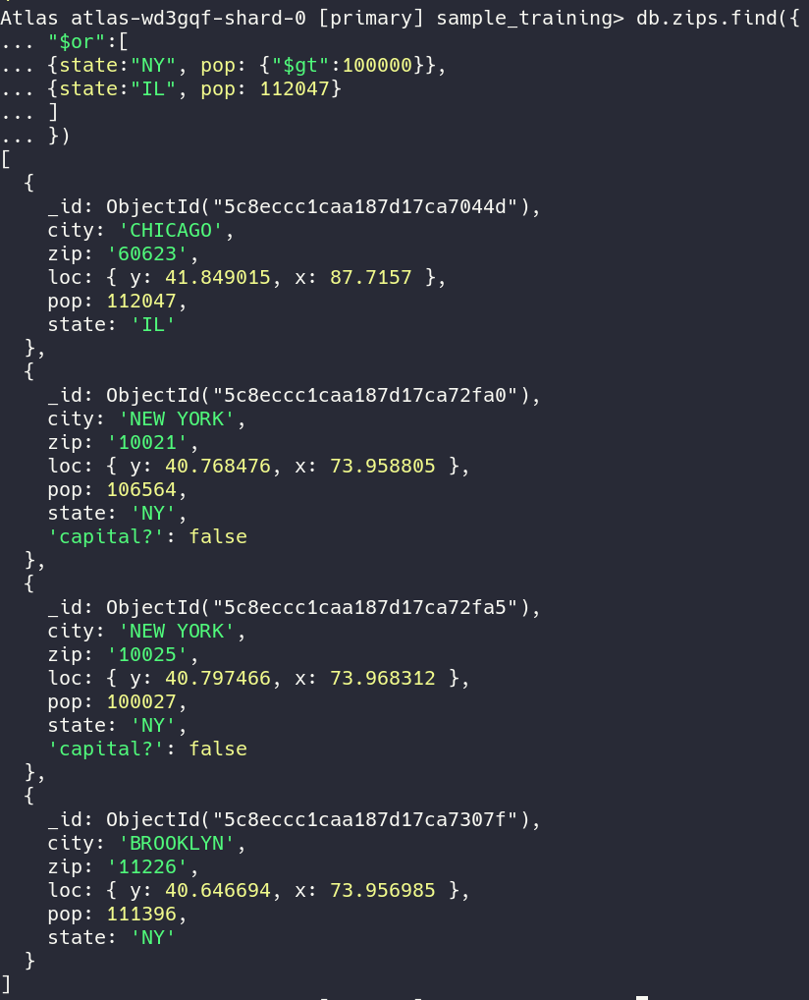 Atlas atlas-wd3gqf-shard-0 [primary] sample_training> db.zips.find({
... "$or":[
... {state:"NY", pop: {"$gt":100000}},
... {state:"IL", pop: 112047}
... ]
... })
[
  {
    _id: ObjectId("5c8eccc1caa187d17ca7044d"),
    city: 'CHICAGO',
    zip: '60623',
    loc: { y: 41.849015, x: 87.7157 },
    pop: 112047,
    state: 'IL'
  },
  {
    _id: ObjectId("5c8eccc1caa187d17ca72fa0"),
    city: 'NEW YORK',
    zip: '10021',
    loc: { y: 40.768476, x: 73.958805 },
    pop: 106564,
    state: 'NY',
    'capital?': false
  },
  {
    _id: ObjectId("5c8eccc1caa187d17ca72fa5"),
    city: 'NEW YORK',
    zip: '10025',
    loc: { y: 40.797466, x: 73.968312 },
    pop: 100027,
    state: 'NY',
    'capital?': false
  },
  {
    _id: ObjectId("5c8eccc1caa187d17ca7307f"),
    city: 'BROOKLYN',
    zip: '11226',
    loc: { y: 40.646694, x: 73.956985 },
    pop: 111396,
    state: 'NY'
  }
]